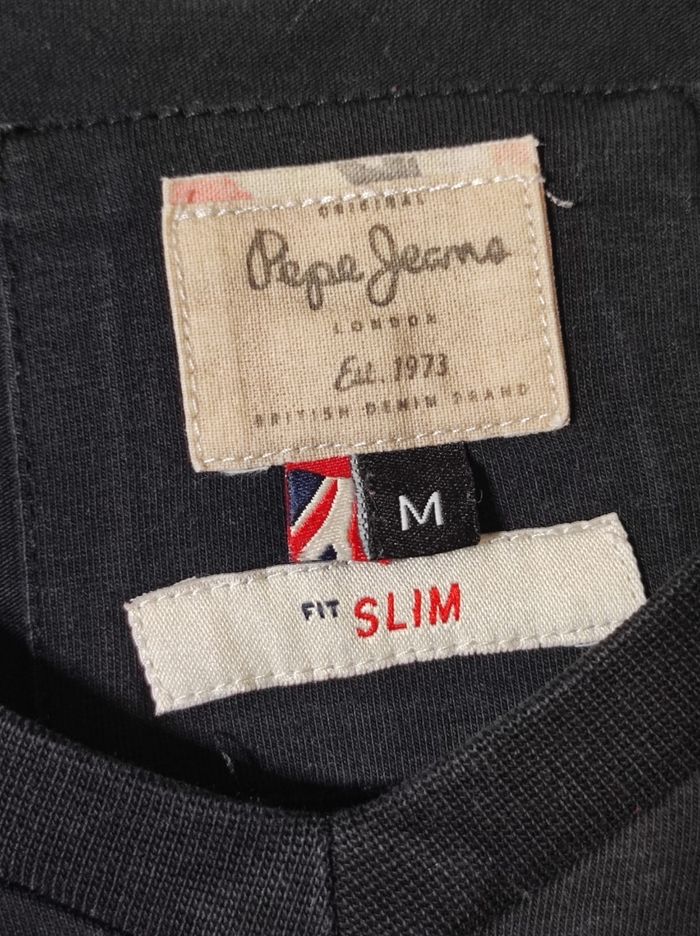 ORIGINAL
Pepe Jeans
LONDON
Est. 1973
BRITISH DENIM BRAND
M
FIT SLIM